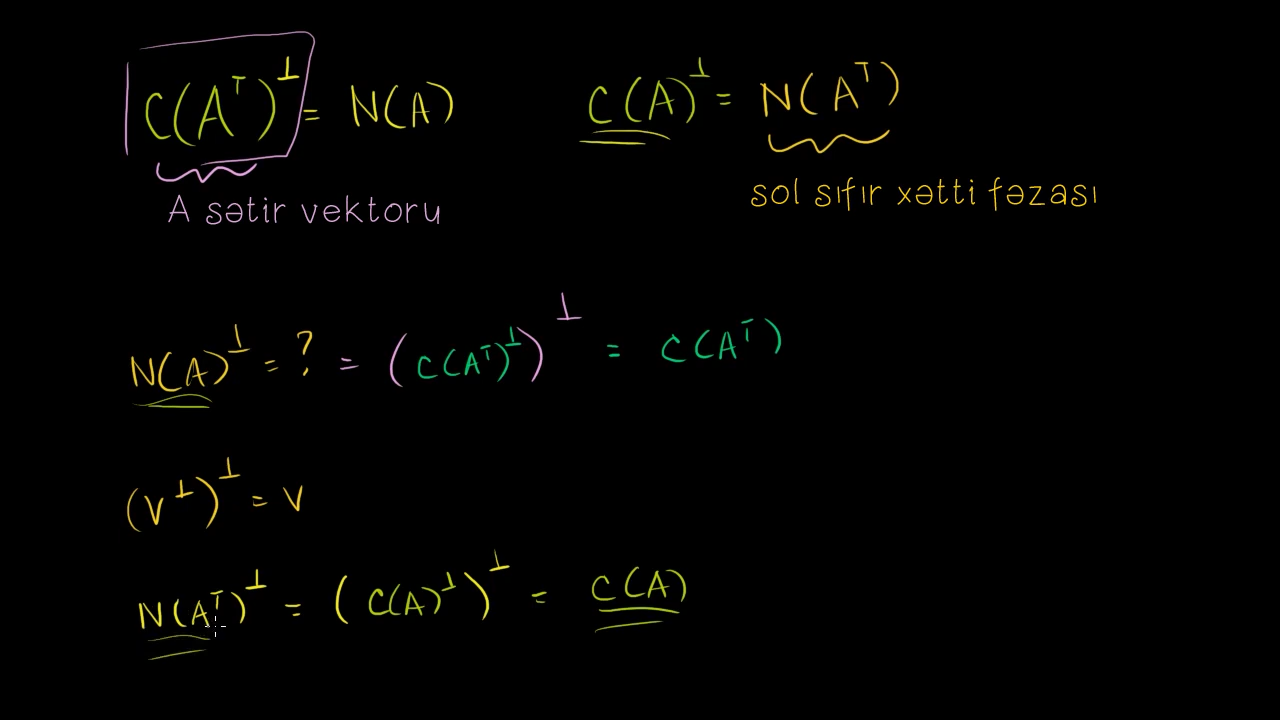 C(Aᵀ)^⊥ = N(A)
C(A)^⊥ = N(Aᵀ)
A sətir vektoru
sol sıfır xətti fəzası
N(A)^⊥ = ? = (C(Aᵀ)^⊥)^⊥ = C(Aᵀ)
(V^⊥)^⊥ = V
N(Aᵀ)^⊥ = (C(A)^⊥)^⊥ = C(A)